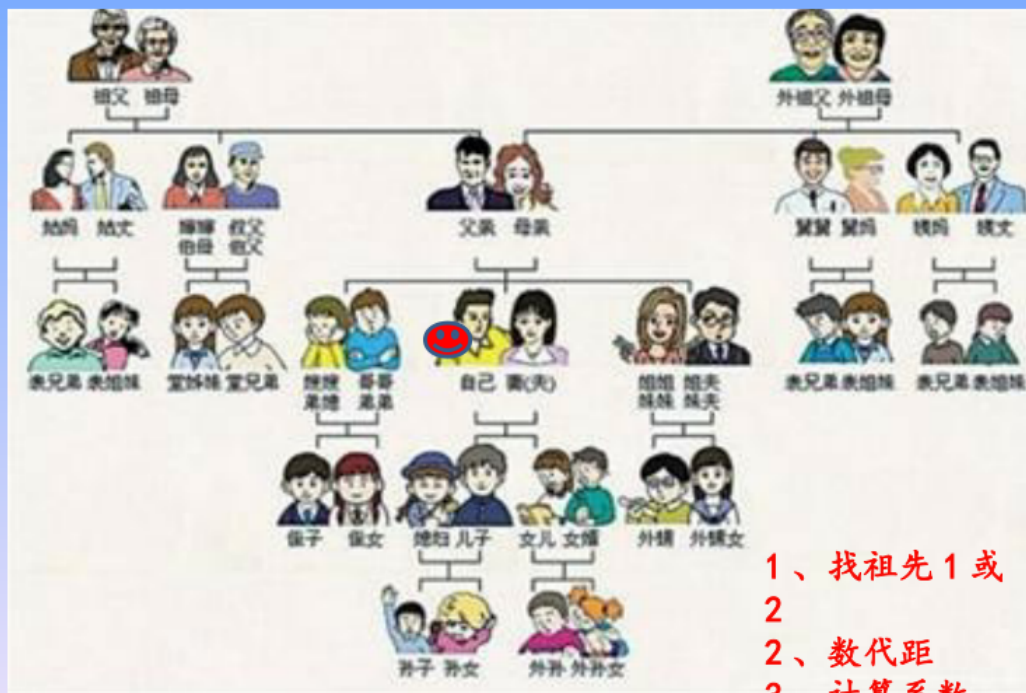 祖父 祖母
外祖父 外祖母
姑妈 姑丈
婶婶 叔父
伯母 伯父
父亲 母亲
舅舅 舅妈
姨妈 姨丈
表兄弟 表姐妹
堂姊妹 堂兄弟
嫂嫂 哥哥
弟媳 弟弟
自己 妻(夫)
姐姐 姐夫
妹妹 妹夫
表兄弟 表姐妹
表兄弟 表姐妹
侄子 侄女
媳妇 儿子
女儿 女婿
外甥 外甥女
孙子 孙女
外孙 外孙女
1、找祖先1或
2
2、数代距
3、计算系数